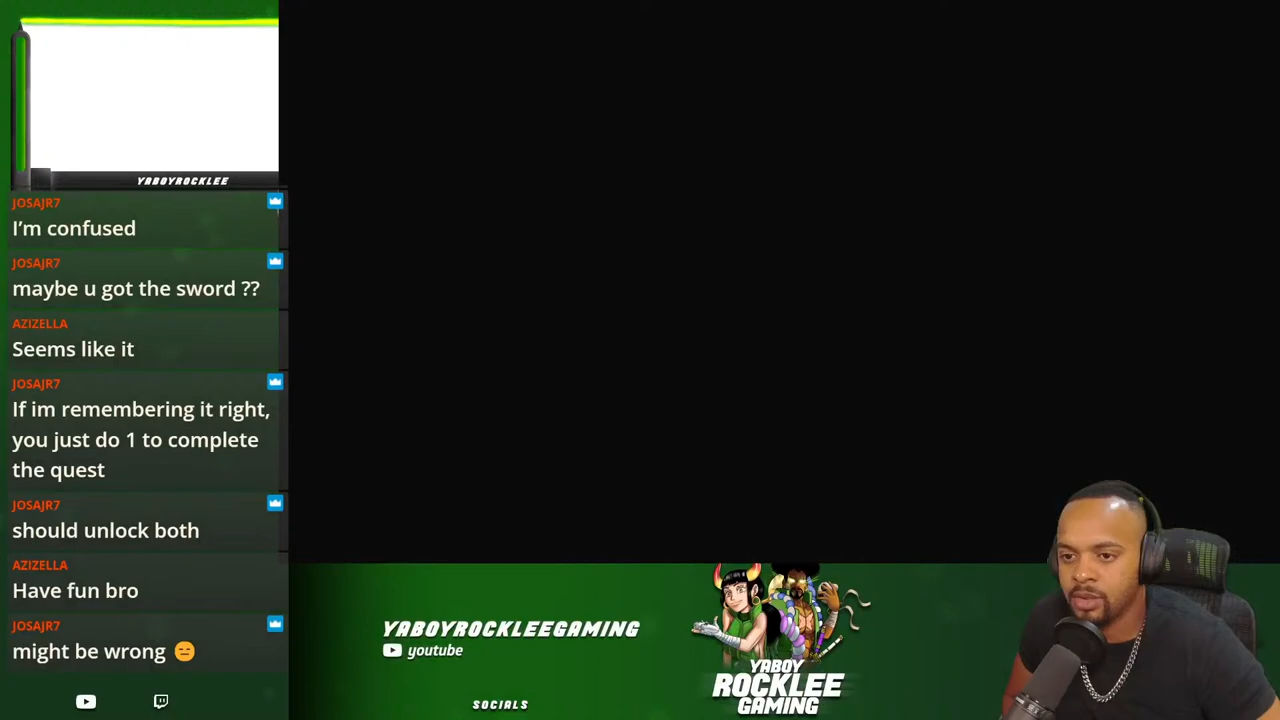 YABOYROCKLEE
JOSAJR7
I’m confused
JOSAJR7
maybe u got the sword ??
AZIZELLA
Seems like it
JOSAJR7
If im remembering it right,
you just do 1 to complete
the quest
JOSAJR7
should unlock both
AZIZELLA
Have fun bro
JOSAJR7
might be wrong 😑
YABOYROCKLEEGAMING
youtube
SOCIALS
YABOY
ROCKLEE
GAMING